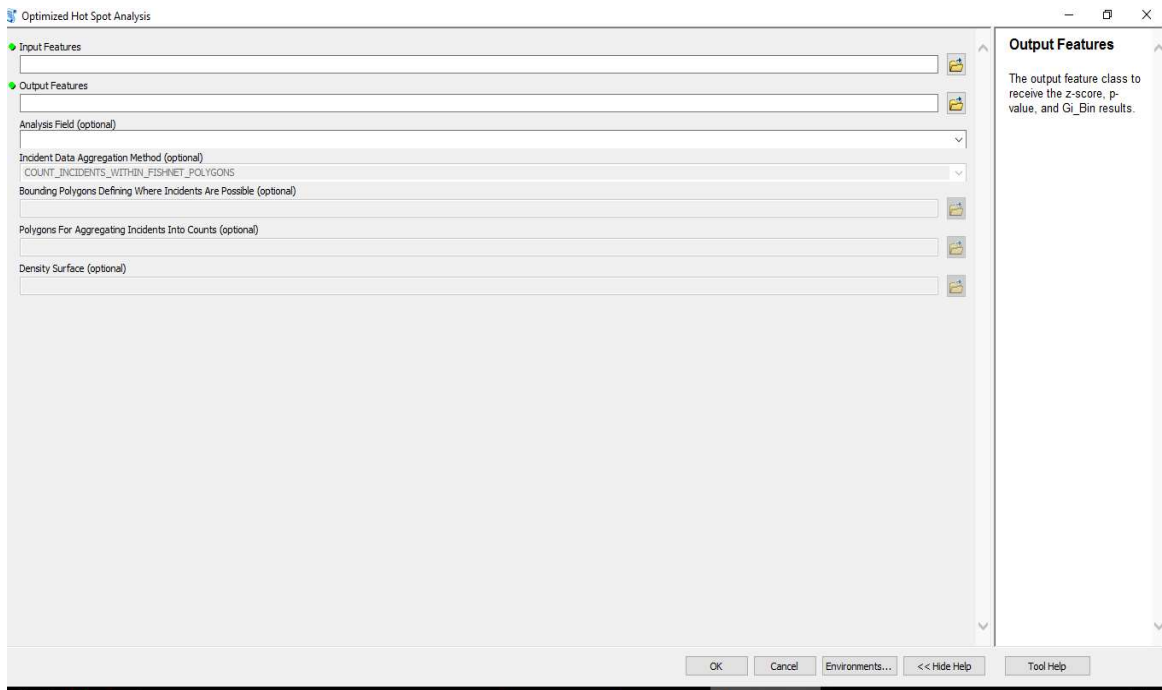 Optimized Hot Spot Analysis
Input Features
Output Features
Analysis Field (optional)
Incident Data Aggregation Method (optional)
COUNT_INCIDENTS_WITHIN_FISHNET_POLYGONS
Bounding Polygons Defining Where Incidents Are Possible (optional)
Polygons For Aggregating Incidents Into Counts (optional)
Density Surface (optional)
Output Features
The output feature class to
receive the z-score, p-
value, and Gi_Bin results.
OK
Cancel
Environments...
<< Hide Help
Tool Help